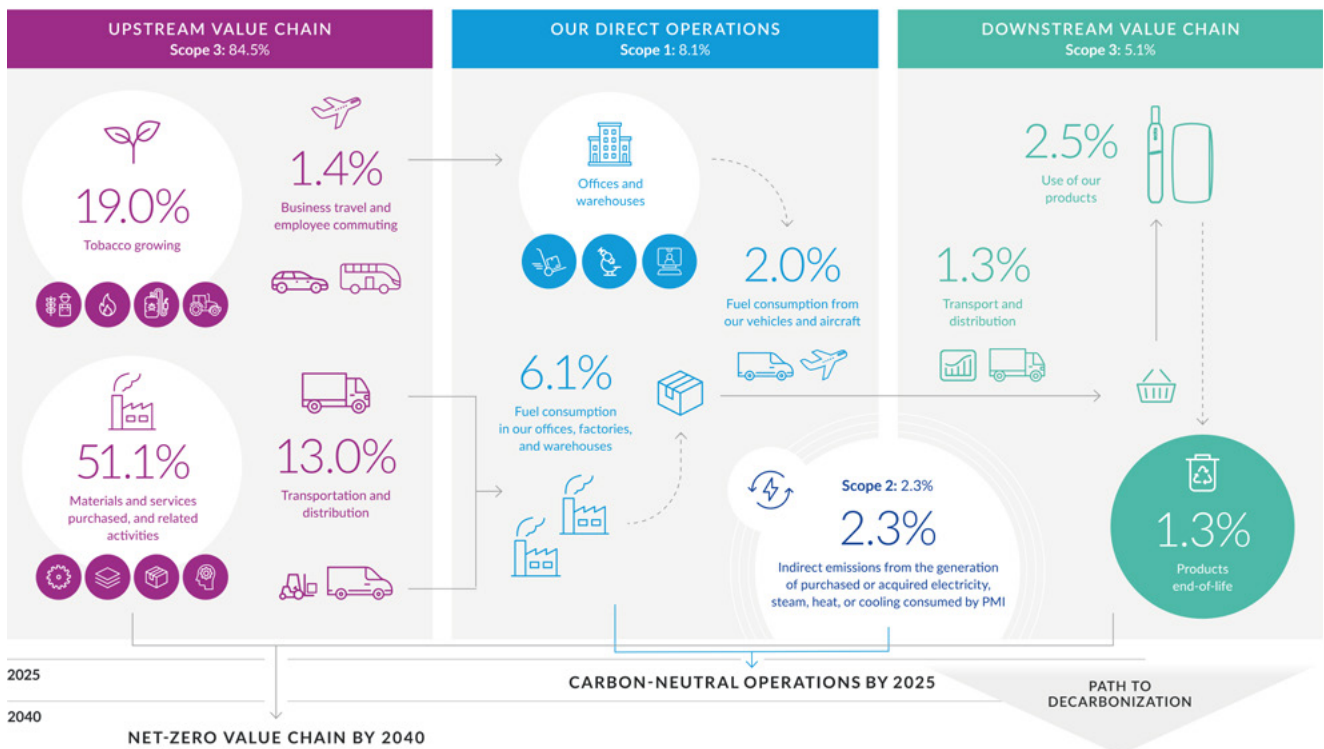 UPSTREAM VALUE CHAIN
Scope 3: 84.5%
19.0%
Tobacco growing
1.4%
Business travel and
employee commuting
51.1%
Materials and services
purchased, and related
activities
13.0%
Transportation and
distribution
OUR DIRECT OPERATIONS
Scope 1: 8.1%
Offices and
warehouses
2.0%
Fuel consumption from
our vehicles and aircraft
6.1%
Fuel consumption
in our offices, factories,
and warehouses
Scope 2: 2.3%
2.3%
Indirect emissions from the generation
of purchased or acquired electricity,
steam, heat, or cooling consumed by PMI
DOWNSTREAM VALUE CHAIN
Scope 3: 5.1%
2.5%
Use of our
products
1.3%
Transport and
distribution
1.3%
Products
end-of-life
2025
CARBON-NEUTRAL OPERATIONS BY 2025
PATH TO
DECARBONIZATION
2040
NET-ZERO VALUE CHAIN BY 2040